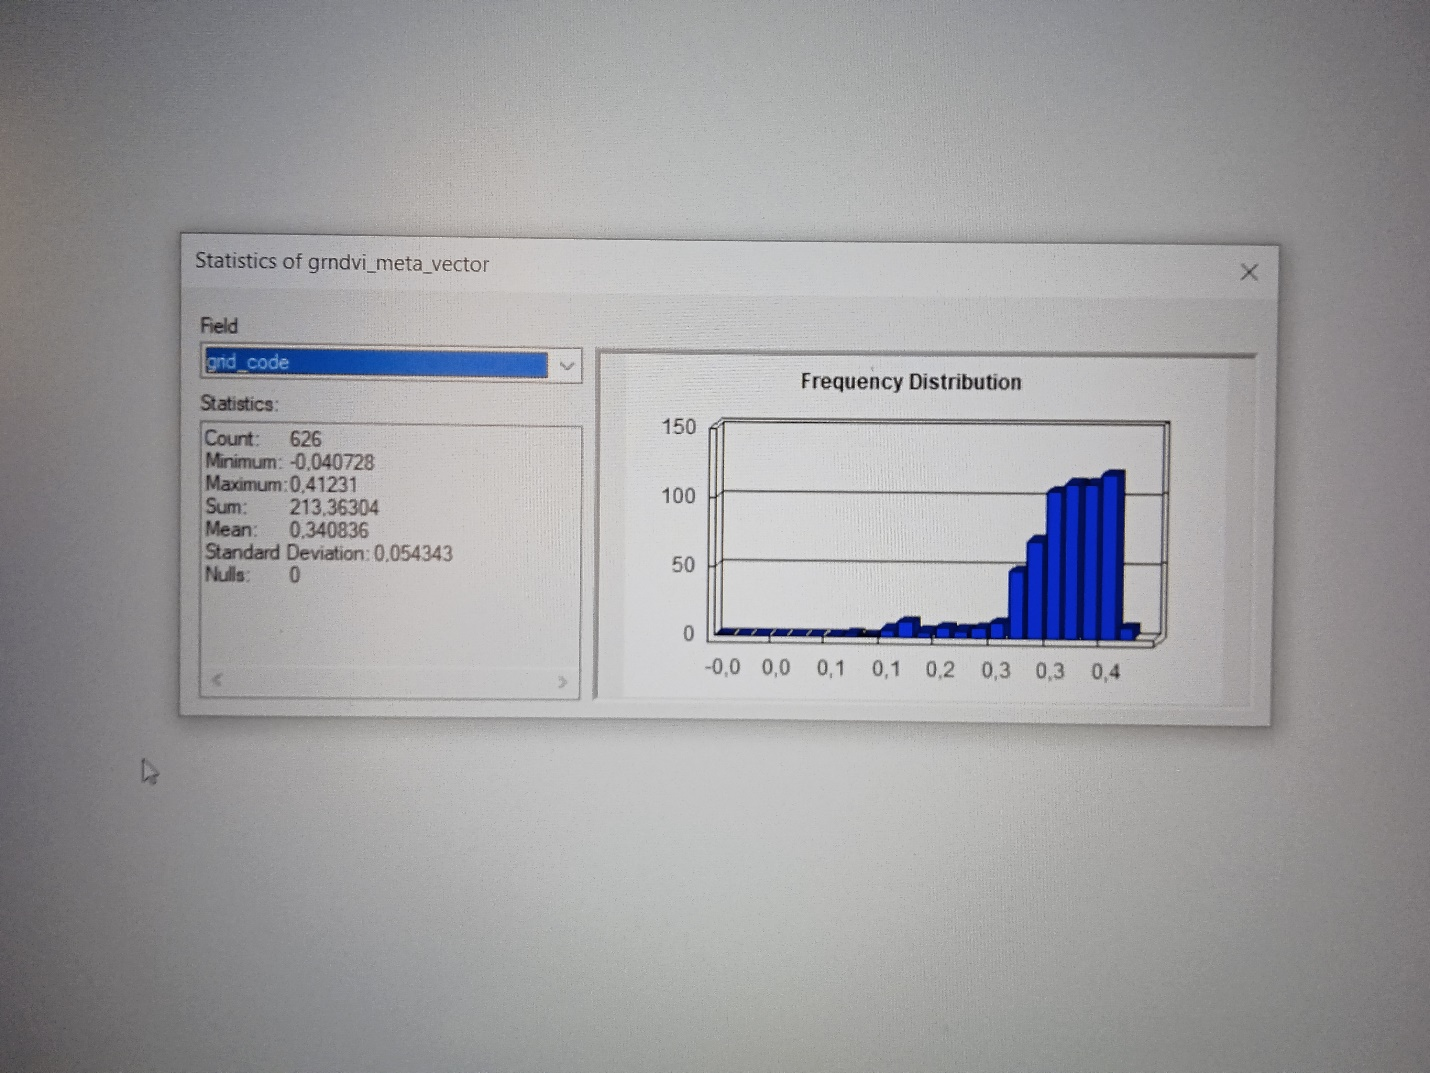 Statistics of grndvi_meta_vector
Field
grid_code
Statistics:
Count: 626
Minimum: -0,040728
Maximum: 0,41231
Sum: 213,36304
Mean: 0,340836
Standard Deviation: 0,054343
Nulls: 0
Frequency Distribution
150
100
50
0
-0,0 0,0 0,1 0,1 0,2 0,3 0,3 0,4